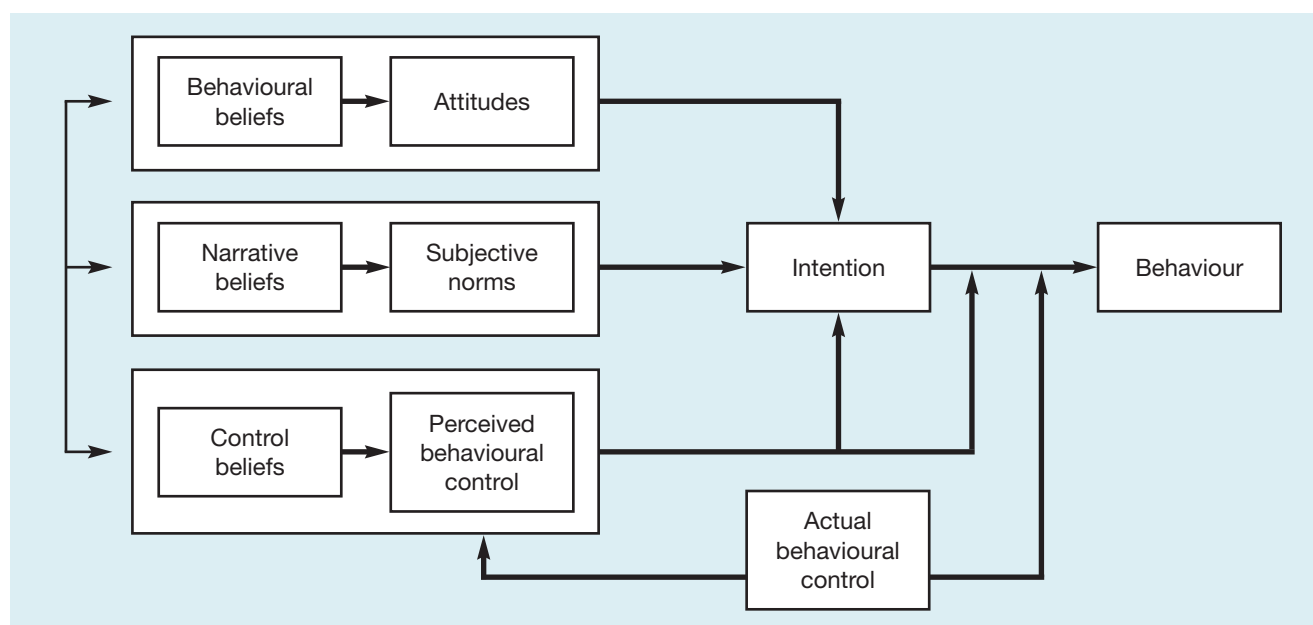 Behavioural
beliefs
Attitudes
Narrative
beliefs
Subjective
norms
Intention
Behaviour
Control
beliefs
Perceived
behavioural
control
Actual
behavioural
control